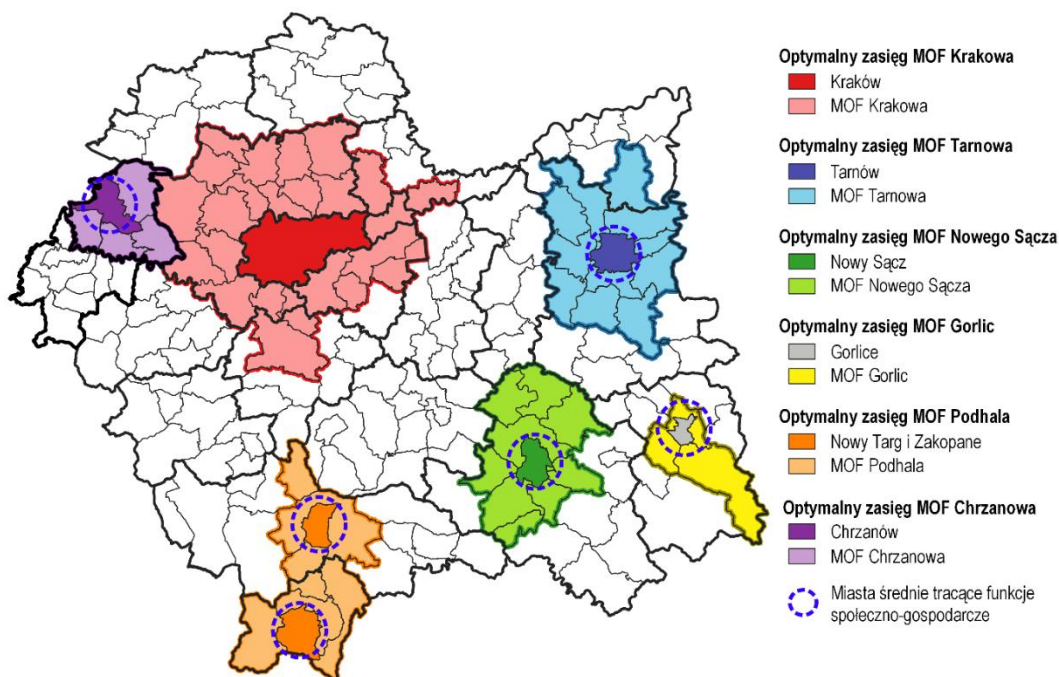 Optymalny zasięg MOF Krakowa
Kraków
MOF Krakowa
Optymalny zasięg MOF Tarnowa
Tarnów
MOF Tarnowa
Optymalny zasięg MOF Nowego Sącza
Nowy Sącz
MOF Nowego Sącza
Optymalny zasięg MOF Gorlic
Gorlice
MOF Gorlic
Optymalny zasięg MOF Podhala
Nowy Targ i Zakopane
MOF Podhala
Optymalny zasięg MOF Chrzanowa
Chrzanów
MOF Chrzanowa
Miasta średnie tracące funkcje
społeczno-gospodarcze